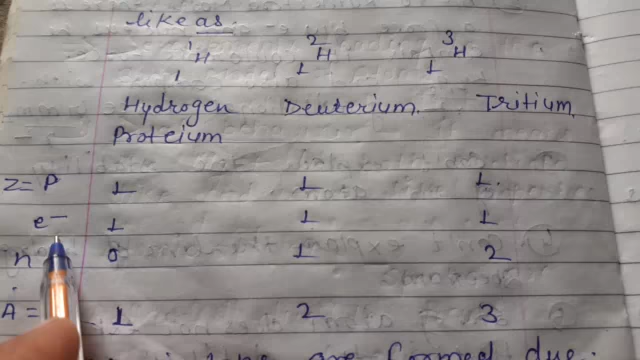 like as.
¹₁H ²₁H ³₁H
Hydrogen Deuterium. Tritium.
Proteium
Z = P 1 1 1.
e⁻ 1 1 1
n 0 1 2
A = 1 2 3
are formed due